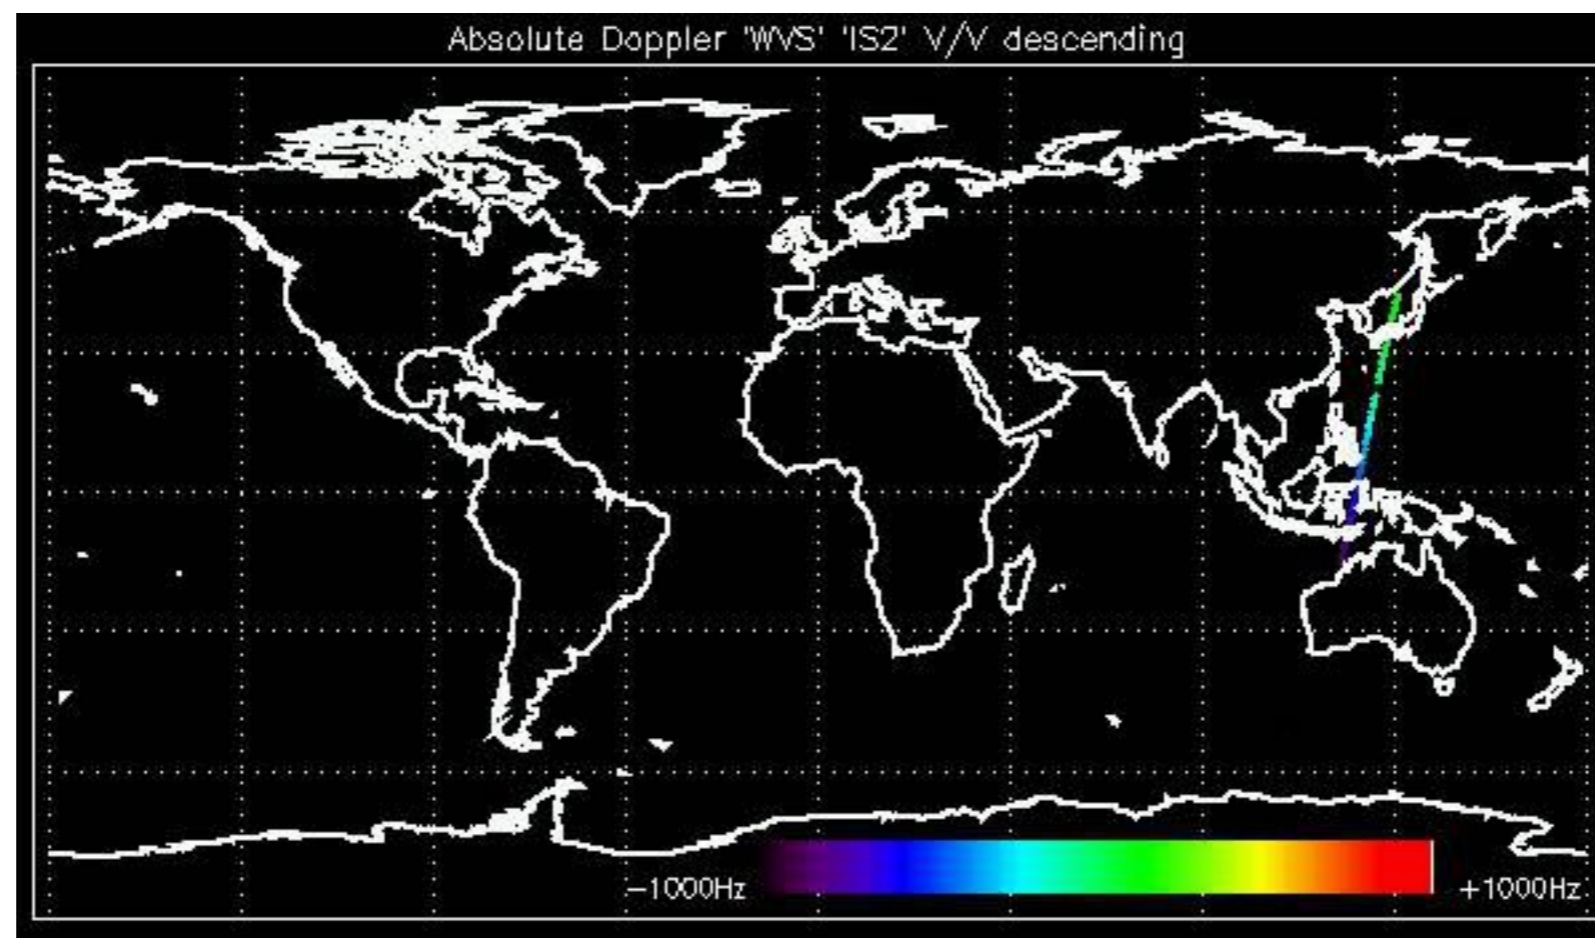 Absolute Doppler 'WVS' 'IS2' V/V descending
−1000Hz
+1000Hz